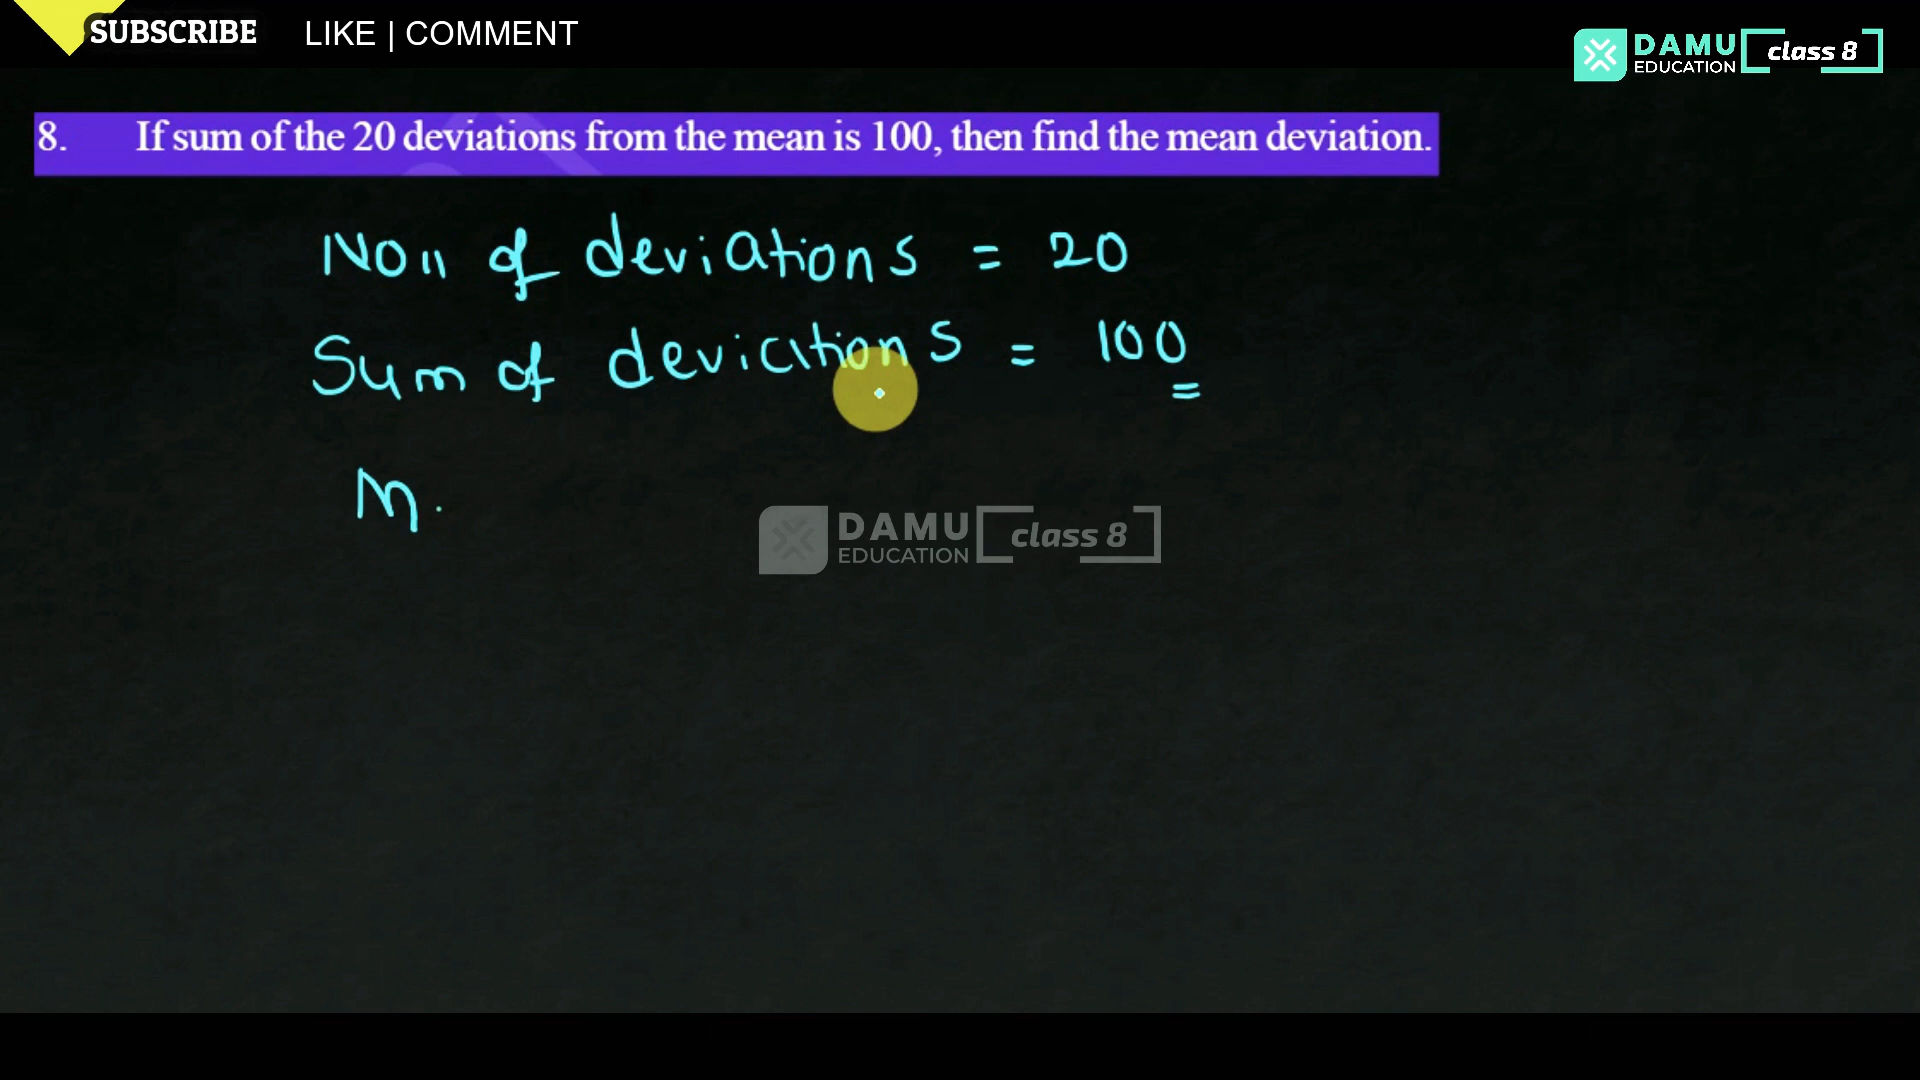 SUBSCRIBE LIKE | COMMENT
DAMU EDUCATION class 8
8. If sum of the 20 deviations from the mean is 100, then find the mean deviation.
No" of deviations = 20
Sum of deviations = 100
M.
DAMU EDUCATION class 8